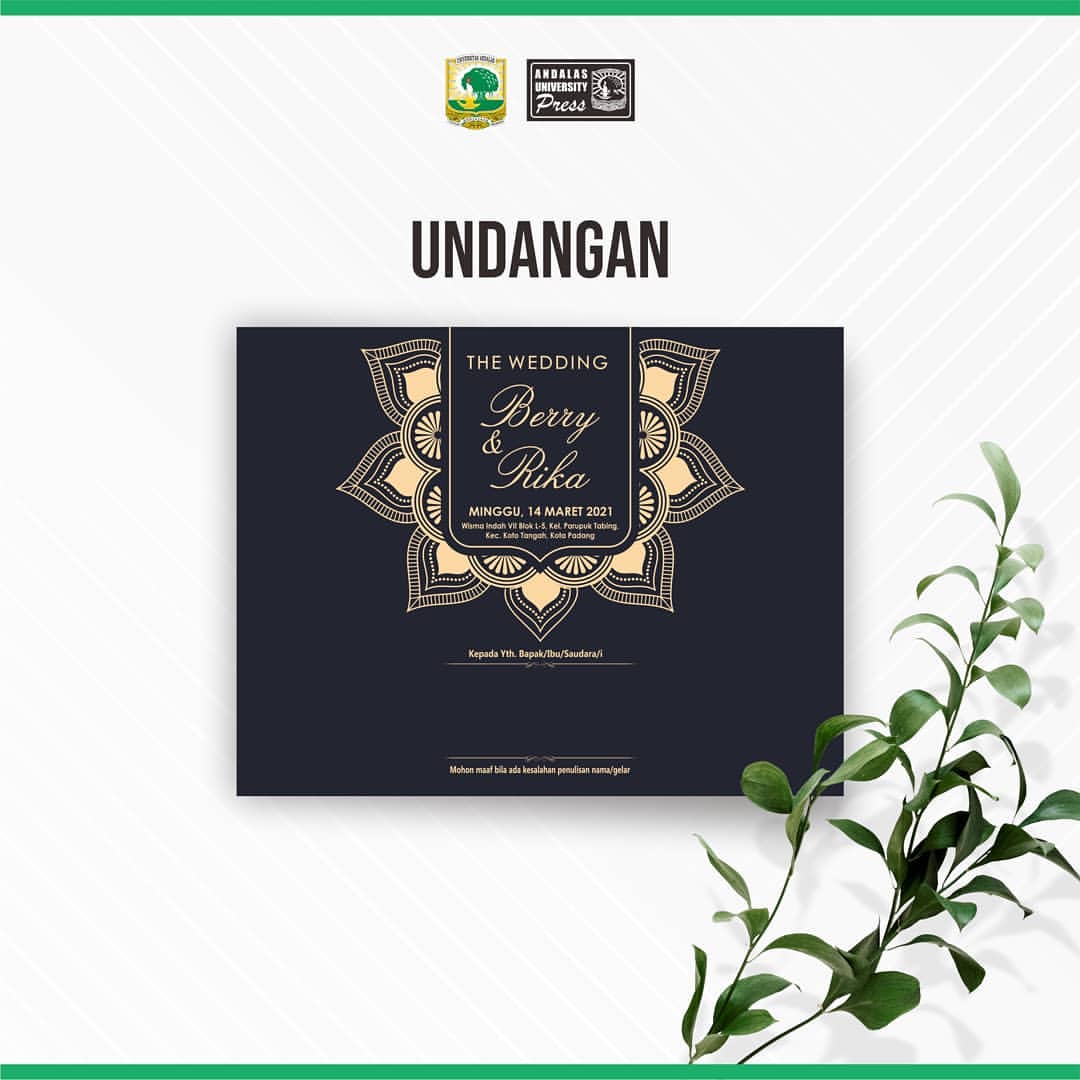 UNIVERSITAS ANDALAS
ANDALAS
UNIVERSITY
Press
UNDANGAN
THE WEDDING
Berry
&
Rika
MINGGU, 14 MARET 2021
Wisma Indah VII Blok L-5, Kel. Parupuk Tabing,
Kec. Koto Tangah, Kota Padang
Kepada Yth. Bapak/Ibu/Saudara/i
Mohon maaf bila ada kesalahan penulisan nama/gelar